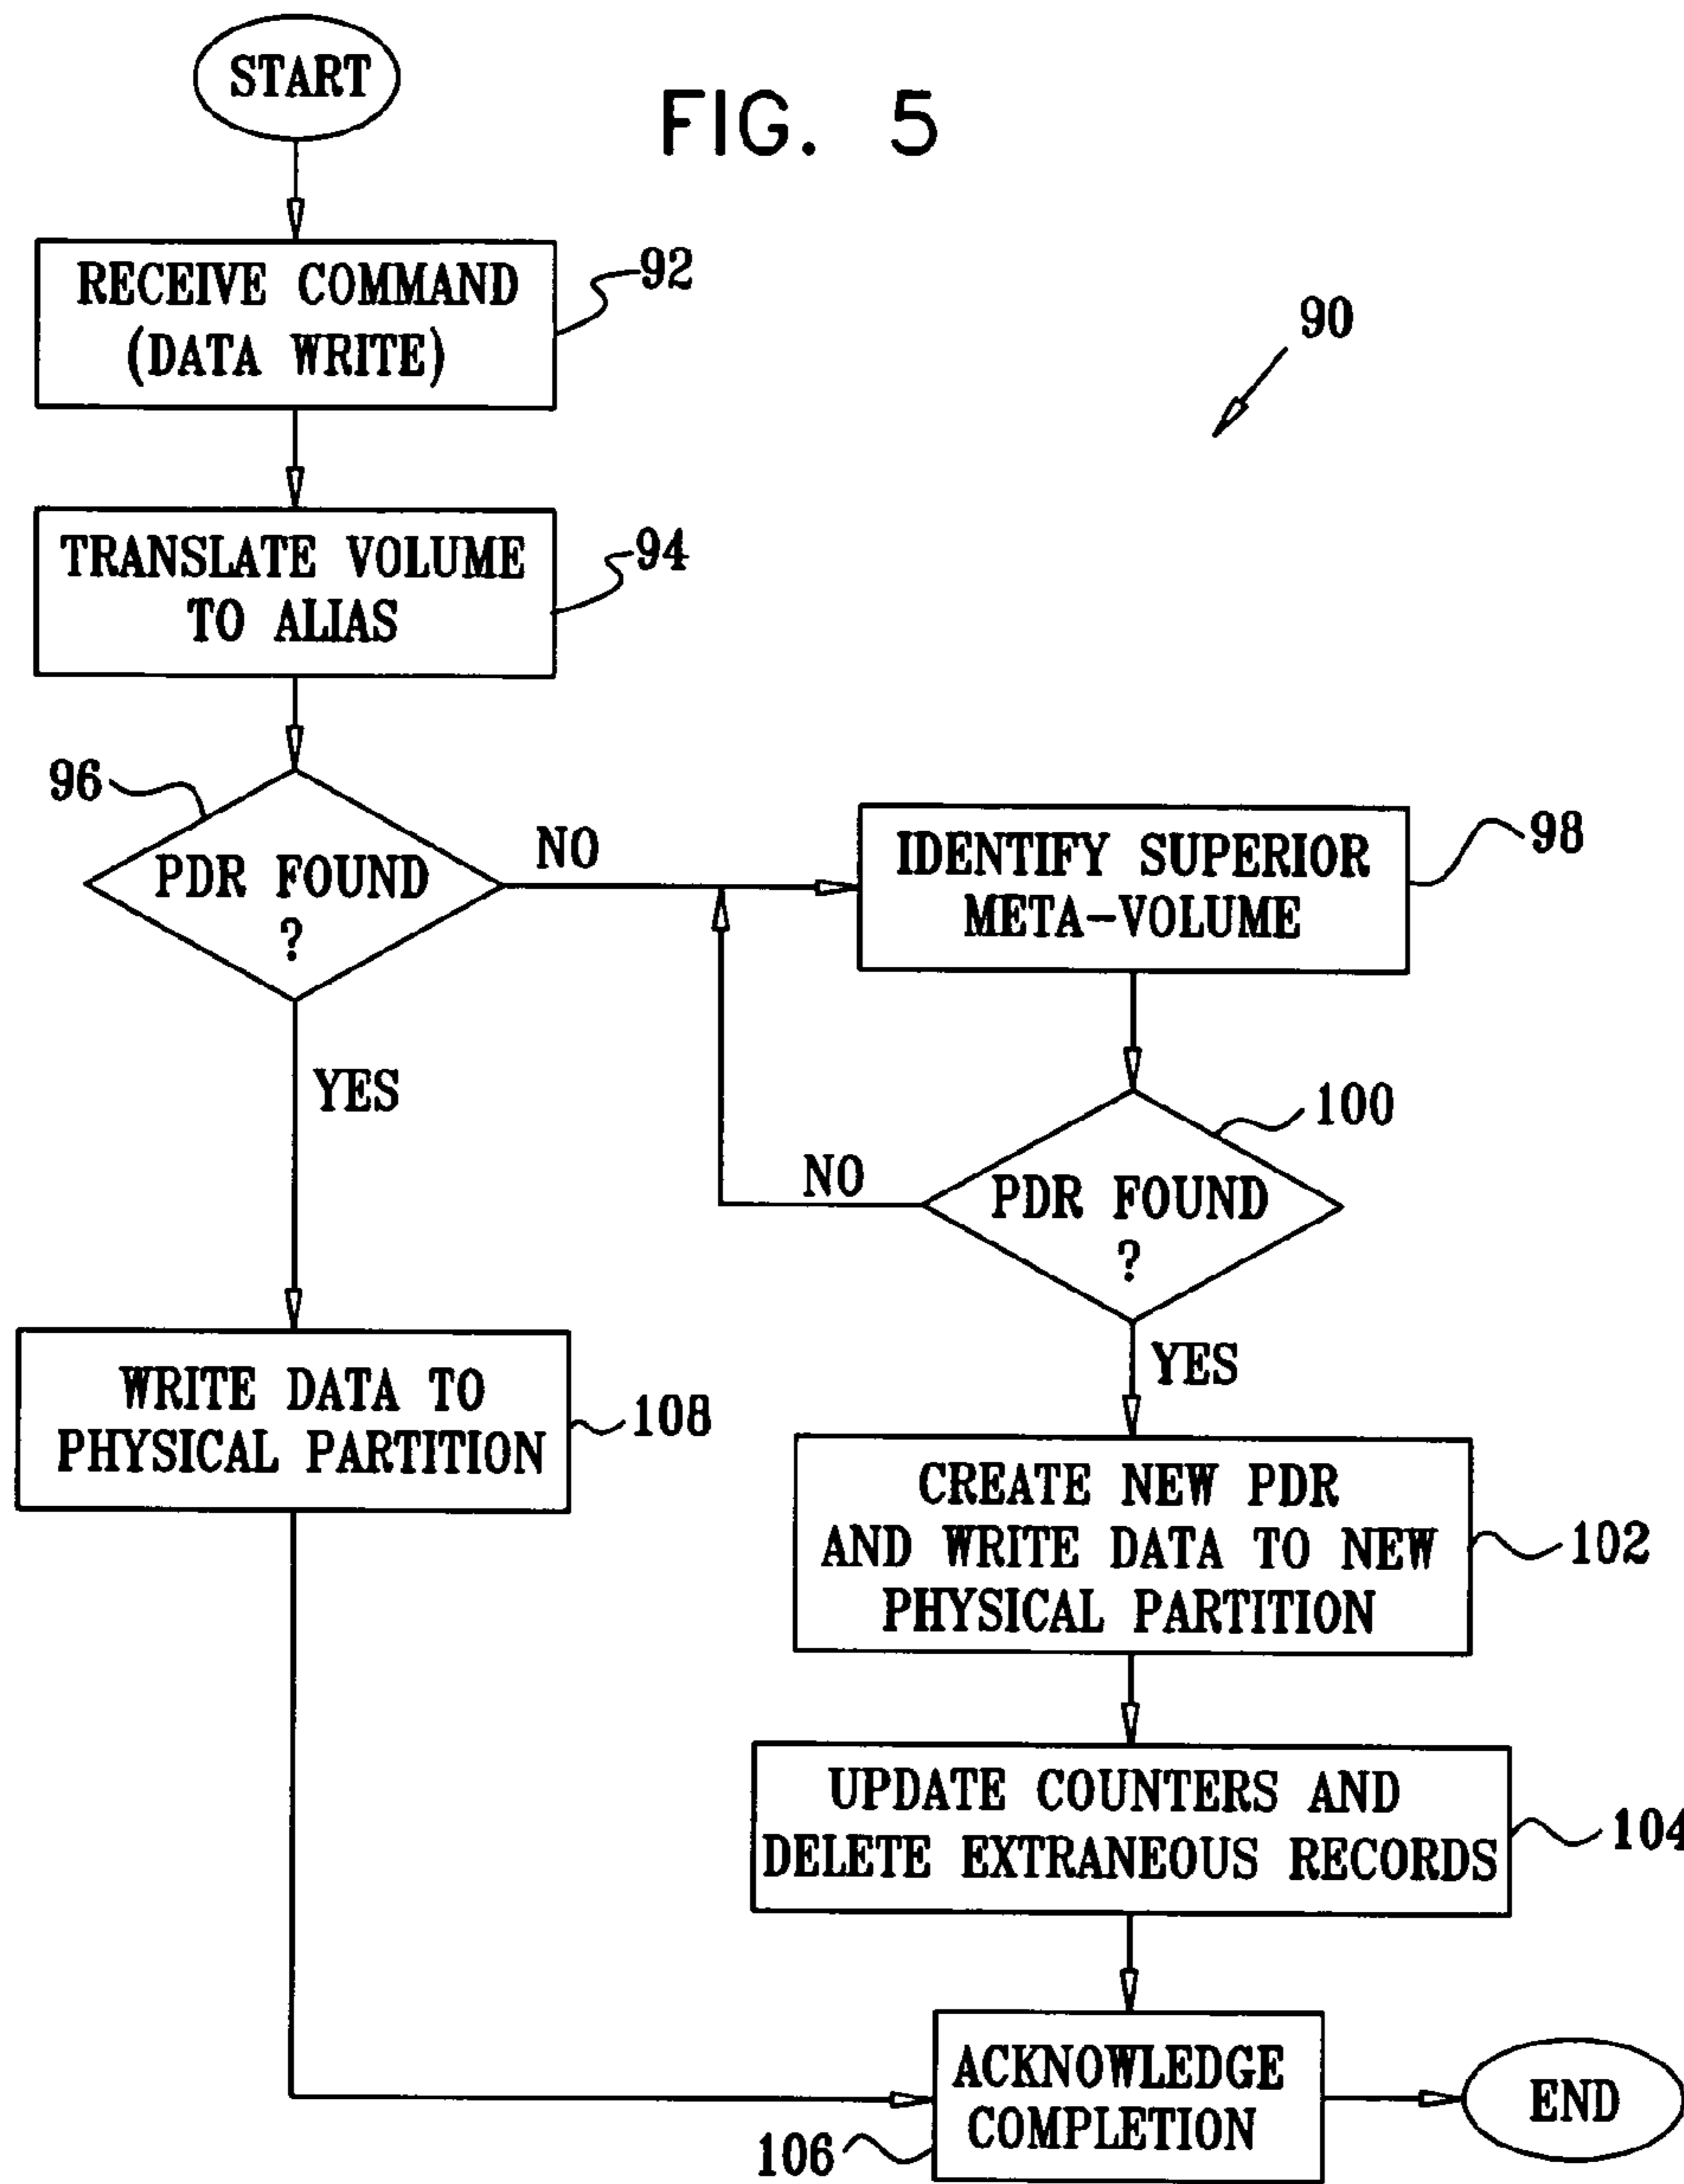 START
FIG. 5
RECEIVE COMMAND
(DATA WRITE)
92
90
TRANSLATE VOLUME
TO ALIAS
94
96
PDR FOUND
?
NO
IDENTIFY SUPERIOR
META-VOLUME
98
YES
100
PDR FOUND
?
NO
YES
WRITE DATA TO
PHYSICAL PARTITION
108
CREATE NEW PDR
AND WRITE DATA TO NEW
PHYSICAL PARTITION
102
UPDATE COUNTERS AND
DELETE EXTRANEOUS RECORDS
104
ACKNOWLEDGE
COMPLETION
106
END